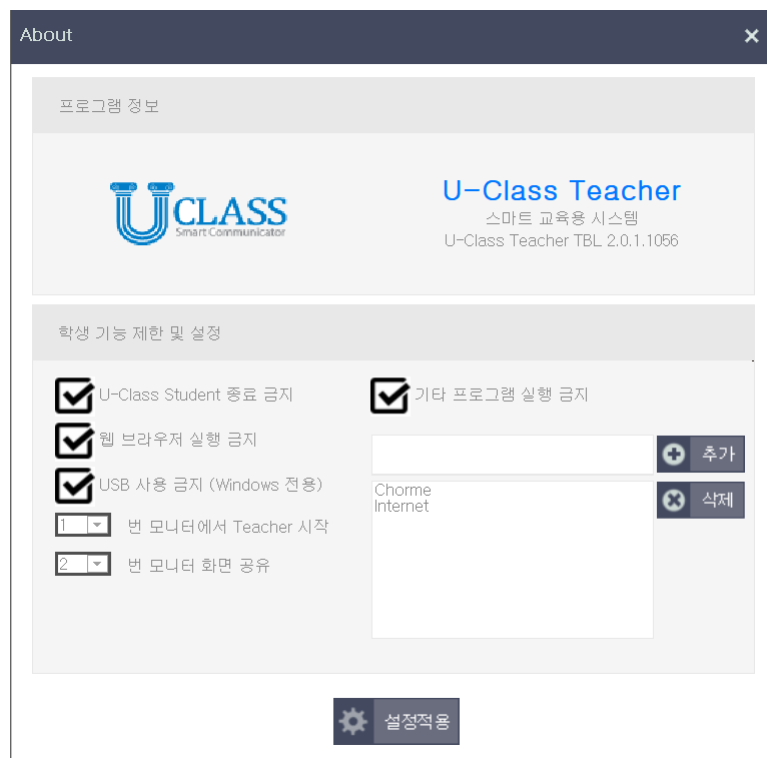 About
프로그램 정보
UCLASS
Smart Communicator
U-Class Teacher
스마트 교육용 시스템
U-Class Teacher TBL 2.0.1.1056
학생 기능 제한 및 설정
U-Class Student 종료 금지
웹 브라우저 실행 금지
USB 사용 금지 (Windows 전용)
1 번 모니터에서 Teacher 시작
2 번 모니터 화면 공유
기타 프로그램 실행 금지
추가
Chorme
Internet
삭제
설정적용